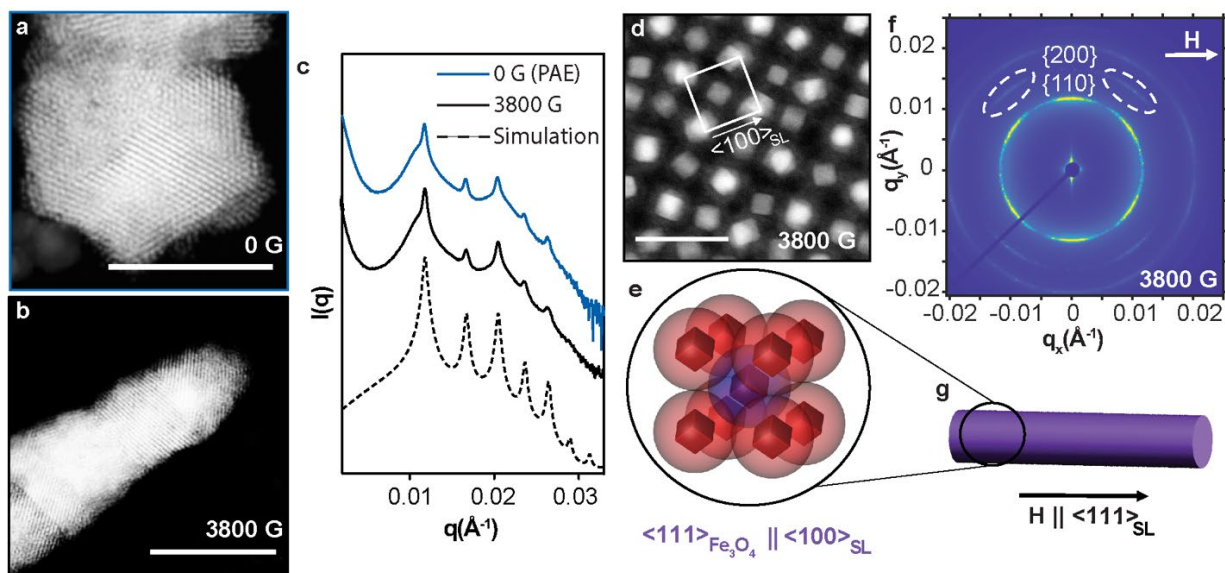 a
0 G
b
3800 G
c
0 G (PAE)
3800 G
Simulation
I(q)
0.01
0.02
0.03
q(Å⁻¹)
d
<100>SL
3800 G
e
<111>Fe₃O₄ || <100>SL
f
H
{200}
{110}
0.02
0.01
0
-0.01
-0.02
qy(Å⁻¹)
3800 G
-0.02
-0.01
0
0.01
0.02
qx(Å⁻¹)
g
H || <111>SL